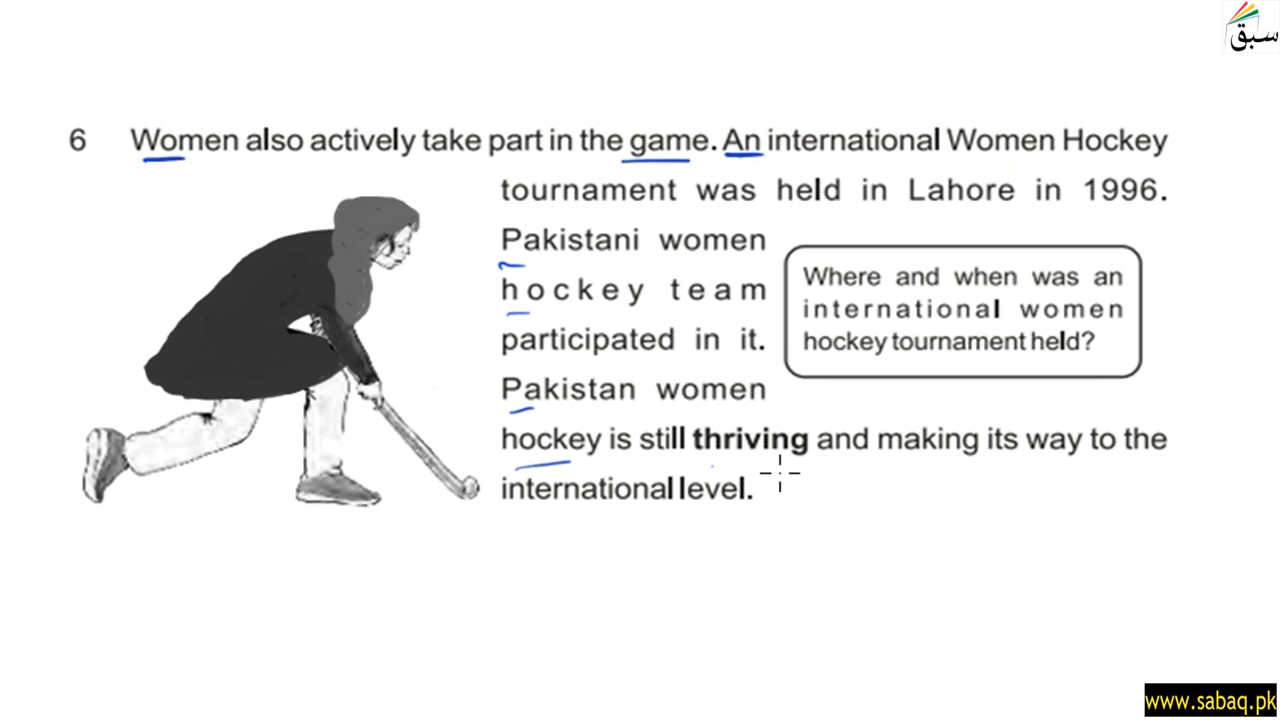 سبق
6 Women also actively take part in the game. An international Women Hockey
tournament was held in Lahore in 1996.
Pakistani women
hockey team
participated in it.
Where and when was an
international women
hockey tournament held?
Pakistan women
hockey is still thriving and making its way to the
international level.
www.sabaq.pk